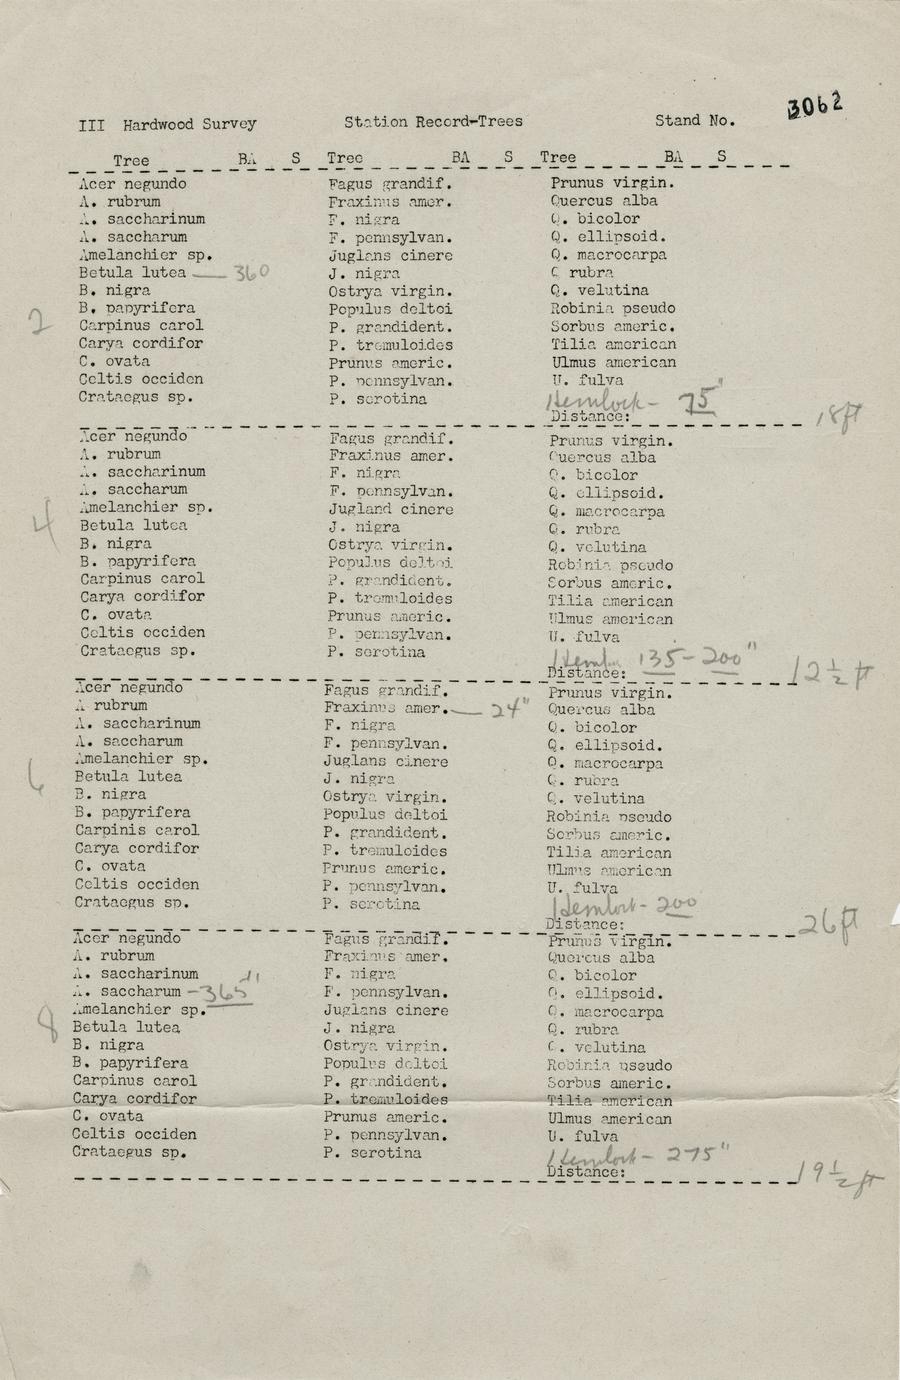 3062
III Hardwood Survey Station Record-Trees Stand No.
Tree BA S Tree BA S Tree BA S
Acer negundo Fagus grandif. Prunus virgin.
A. rubrum Fraxinus amer. Quercus alba
A. saccharinum F. nigra Q. bicolor
A. saccharum F. pennsylvan. Q. ellipsoid.
Amelanchier sp. Juglans cinere Q. macrocarpa
Betula lutea — 360 J. nigra Q rubra
B. nigra Ostrya virgin. Q. velutina
B. papyrifera Populus deltoi Robinia pseudo
2 Carpinus carol P. grandident. Sorbus americ.
Carya cordifor P. tremuloides Tilia american
C. ovata Prunus americ. Ulmus american
Celtis occiden P. pennsylvan. U. fulva
Crataegus sp. P. serotina Hemlock - 75"
Distance: 18ft
Acer negundo Fagus grandif. Prunus virgin.
A. rubrum Fraxinus amer. Quercus alba
A. saccharinum F. nigra Q. bicolor
A. saccharum F. pennsylvan. Q. ellipsoid.
Amelanchier sp. Jugland cinere Q. macrocarpa
4 Betula lutea J. nigra Q. rubra
B. nigra Ostrya virgin. Q. velutina
B. papyrifera Populus deltoi Robinia pseudo
Carpinus carol P. grandident. Sorbus americ.
Carya cordifor P. tremuloides Tilia american
C. ovata Prunus americ. Ulmus american
Celtis occiden P. pennsylvan. U. fulva
Crataegus sp. P. serotina Hemlo 135-200"
Distance: 12 1/2 ft
Acer negundo Fagus grandif. Prunus virgin.
A rubrum Fraxinus amer. — 24" Quercus alba
A. saccharinum F. nigra Q. bicolor
A. saccharum F. pennsylvan. Q. ellipsoid.
Amelanchier sp. Juglans cinere Q. macrocarpa
6 Betula lutea J. nigra Q. rubra
B. nigra Ostrya virgin. Q. velutina
B. papyrifera Populus deltoi Robinia pseudo
Carpinis carol P. grandident. Sorbus americ.
Carya cordifor P. tremuloides Tilia american
C. ovata Prunus americ. Ulmus american
Celtis occiden P. pennsylvan. U. fulva
Crataegus sp. P. serotina Hemlock - 200
Distance: 26ft
Acer negundo Fagus grandif. Prunus virgin.
A. rubrum Fraxinus amer. Quercus alba
A. saccharinum F. nigra Q. bicolor
A. saccharum - 365" F. pennsylvan. Q. ellipsoid.
Amelanchier sp. Juglans cinere Q. macrocarpa
8 Betula lutea J. nigra Q. rubra
B. nigra Ostrya virgin. Q. velutina
B. papyrifera Populus deltoi Robinia pseudo
Carpinus carol P. grandident. Sorbus americ.
Carya cordifor P. tremuloides Tilia american
C. ovata Prunus americ. Ulmus american
Celtis occiden P. pennsylvan. U. fulva
Crataegus sp. P. serotina Hemlock - 275"
Distance: 19 1/2 ft